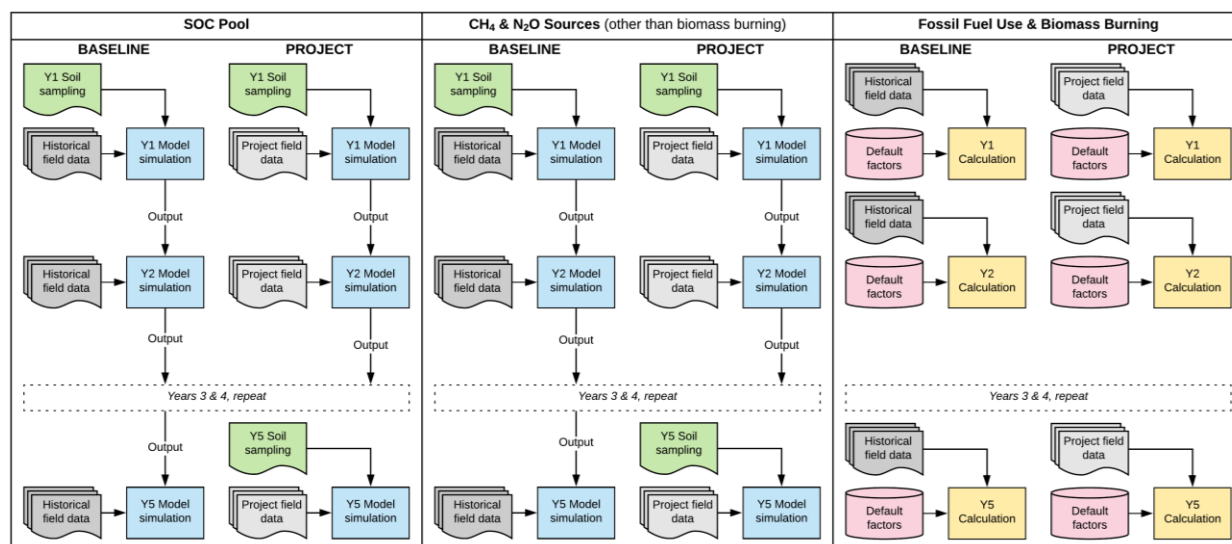 SOC Pool
CH₄ & N₂O Sources (other than biomass burning)
Fossil Fuel Use & Biomass Burning
BASELINE
PROJECT
BASELINE
PROJECT
BASELINE
PROJECT
Y1 Soil
sampling
Y1 Soil
sampling
Y1 Soil
sampling
Y1 Soil
sampling
Historical
field data
Project field
data
Historical
field data
Y1 Model
simulation
Project field
data
Y1 Model
simulation
Historical
field data
Y1 Model
simulation
Project field
data
Y1 Model
simulation
Default
factors
Y1
Calculation
Default
factors
Y1
Calculation
Output
Output
Output
Output
Historical
field data
Project field
data
Historical
field data
Y2 Model
simulation
Project field
data
Y2 Model
simulation
Historical
field data
Y2 Model
simulation
Project field
data
Y2 Model
simulation
Default
factors
Y2
Calculation
Default
factors
Y2
Calculation
Output
Output
Output
Output
Years 3 & 4, repeat
Years 3 & 4, repeat
Years 3 & 4, repeat
Output
Y5 Soil
sampling
Output
Y5 Soil
sampling
Historical
field data
Project field
data
Historical
field data
Y5 Model
simulation
Project field
data
Y5 Model
simulation
Historical
field data
Y5 Model
simulation
Project field
data
Y5 Model
simulation
Default
factors
Y5
Calculation
Default
factors
Y5
Calculation